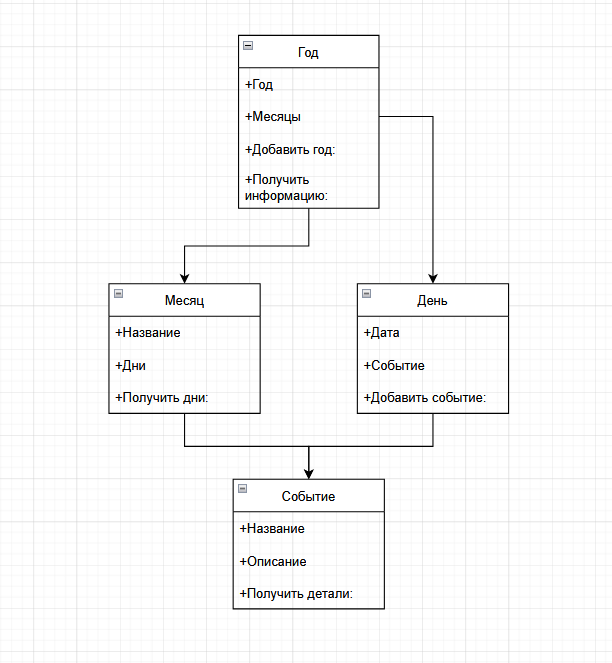 Год
+Год
+Месяцы
+Добавить год:
+Получить
информацию:
Месяц
+Название
+Дни
+Получить дни:
День
+Дата
+Событие
+Добавить событие:
Событие
+Название
+Описание
+Получить детали: